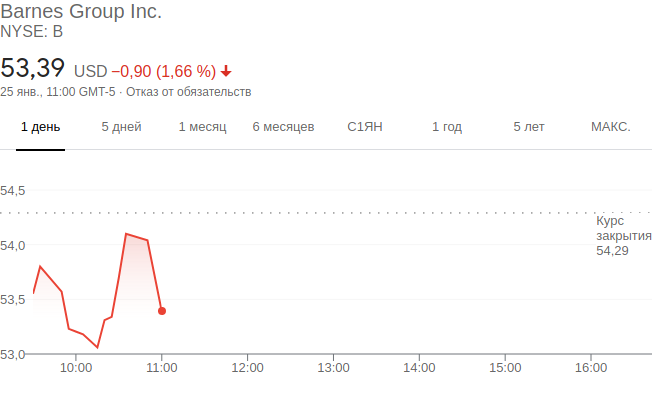 Barnes Group Inc.
NYSE: B
53,39 USD −0,90 (1,66 %)
25 янв., 11:00 GMT-5 · Отказ от обязательств
1 день 5 дней 1 месяц 6 месяцев С1ЯН 1 год 5 лет МАКС.
54,5
Курс
закрытия
54,29
54,0
53,5
53,0
10:00 11:00 12:00 13:00 14:00 15:00 16:00